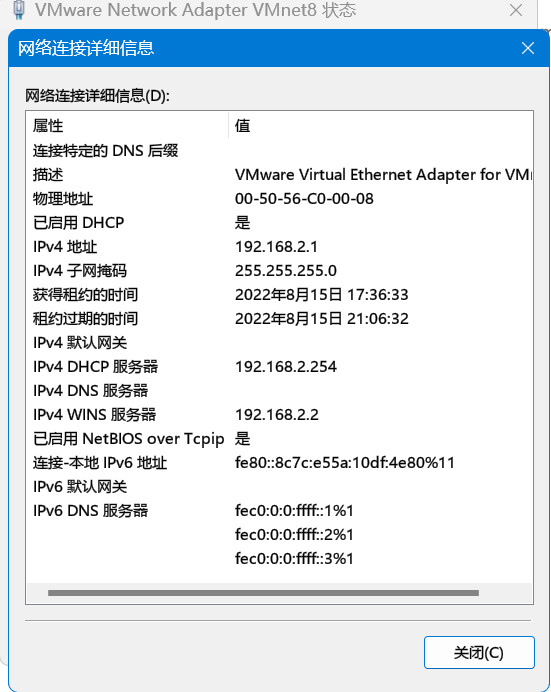 VMware Network Adapter VMnet8 状态
网络连接详细信息
网络连接详细信息(D):
属性 值
连接特定的 DNS 后缀
描述 VMware Virtual Ethernet Adapter for VMn
物理地址 00-50-56-C0-00-08
已启用 DHCP 是
IPv4 地址 192.168.2.1
IPv4 子网掩码 255.255.255.0
获得租约的时间 2022年8月15日 17:36:33
租约过期的时间 2022年8月15日 21:06:32
IPv4 默认网关
IPv4 DHCP 服务器 192.168.2.254
IPv4 DNS 服务器
IPv4 WINS 服务器 192.168.2.2
已启用 NetBIOS over Tcpip 是
连接-本地 IPv6 地址 fe80::8c7c:e55a:10df:4e80%11
IPv6 默认网关
IPv6 DNS 服务器 fec0:0:0:ffff::1%1
fec0:0:0:ffff::2%1
fec0:0:0:ffff::3%1
关闭(C)